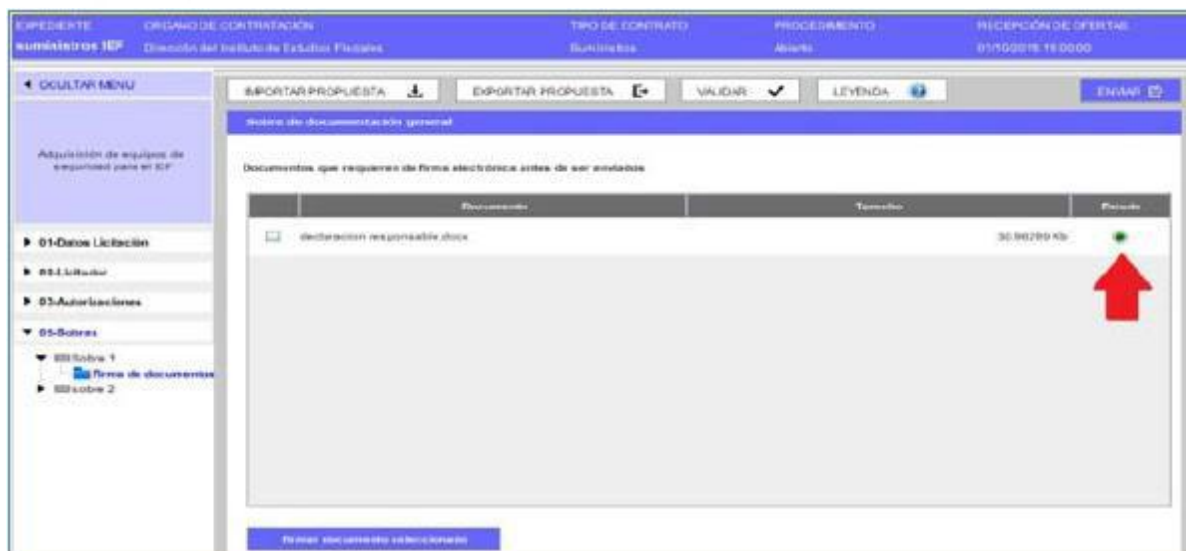 EXPEDIENTE ORGANO DE CONTRATACIÓN TIPO DE CONTRATO PROCEDIMIENTO RECEPCIÓN DE OFERTAS
suministros IEF Dirección del Instituto de Estudios Fiscales Suministros Abierto
OCULTAR MENU
IMPORTAR PROPUESTA EXPORTAR PROPUESTA VALIDAR LEYENDA ENVIAR
Sobre de documentación general
Adquisición de equipos de
seguridad para el IEF
Documentos que requieren de firma electrónica antes de ser enviados
Documento Tamaño Estado
declaracion responsable.docx Kb
01-Datos Licitación
02-Licitador
03-Autorizaciones
05-Sobres
Sobre 1
firma de documentos
sobre 2
firmar documento seleccionado